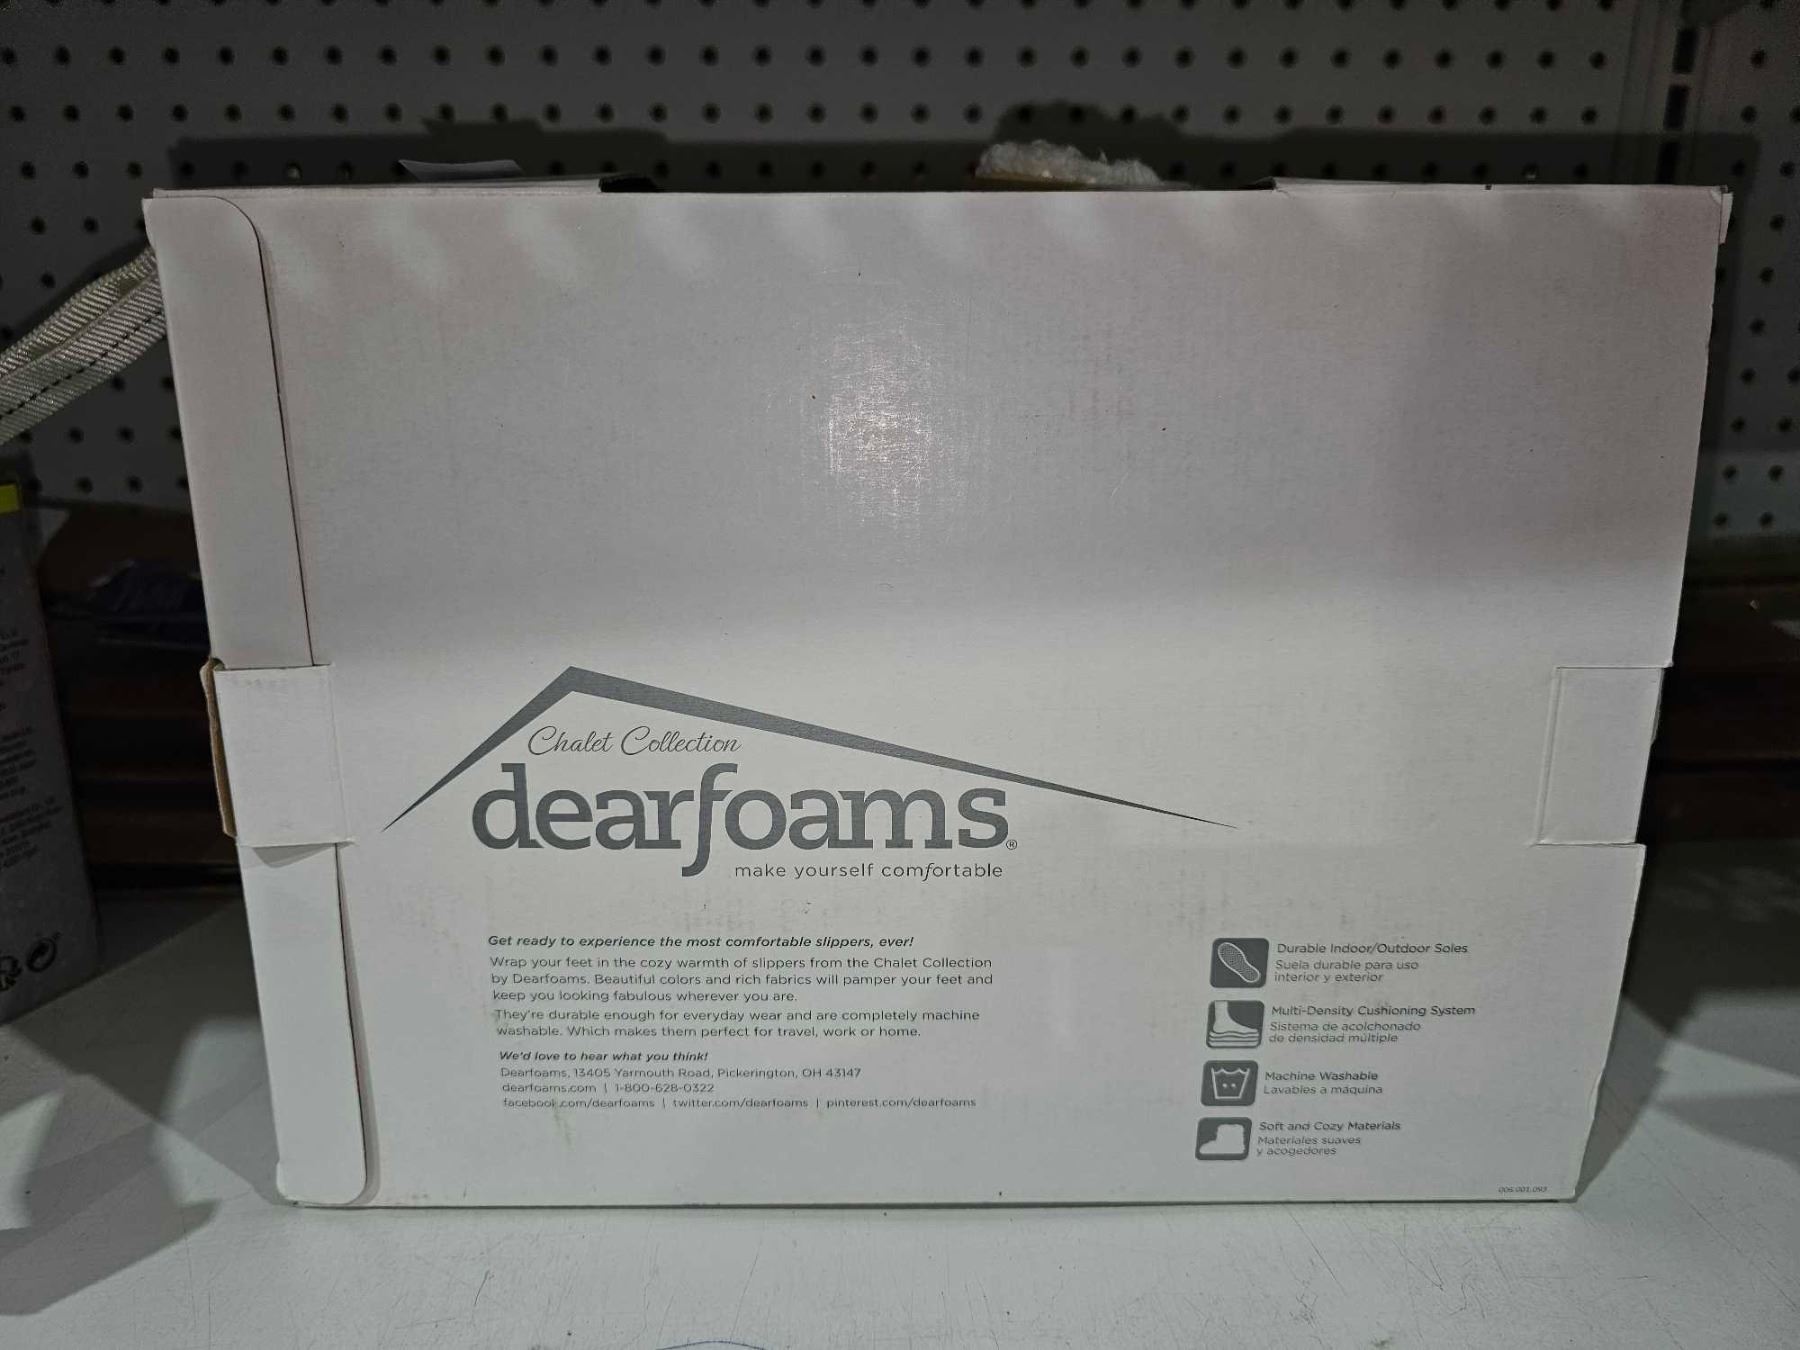 Chalet Collection
dearfoams®
make yourself comfortable
Get ready to experience the most comfortable slippers, ever!
Wrap your feet in the cozy warmth of slippers from the Chalet Collection
by Dearfoams. Beautiful colors and rich fabrics will pamper your feet and
keep you looking fabulous wherever you are.
They're durable enough for everyday wear and are completely machine
washable. Which makes them perfect for travel, work or home.
We'd love to hear what you think!
Dearfoams, 13405 Yarmouth Road, Pickerington, OH 43147
dearfoams.com | 1-800-628-0322
facebook.com/dearfoams | twitter.com/dearfoams | pinterest.com/dearfoams
Durable Indoor/Outdoor Soles
Suela durable para uso
interior y exterior
Multi-Density Cushioning System
Sistema de acolchonado
de densidad múltiple
Machine Washable
Lavables a máquina
Soft and Cozy Materials
Materiales suaves
y acogedores
006.001.093